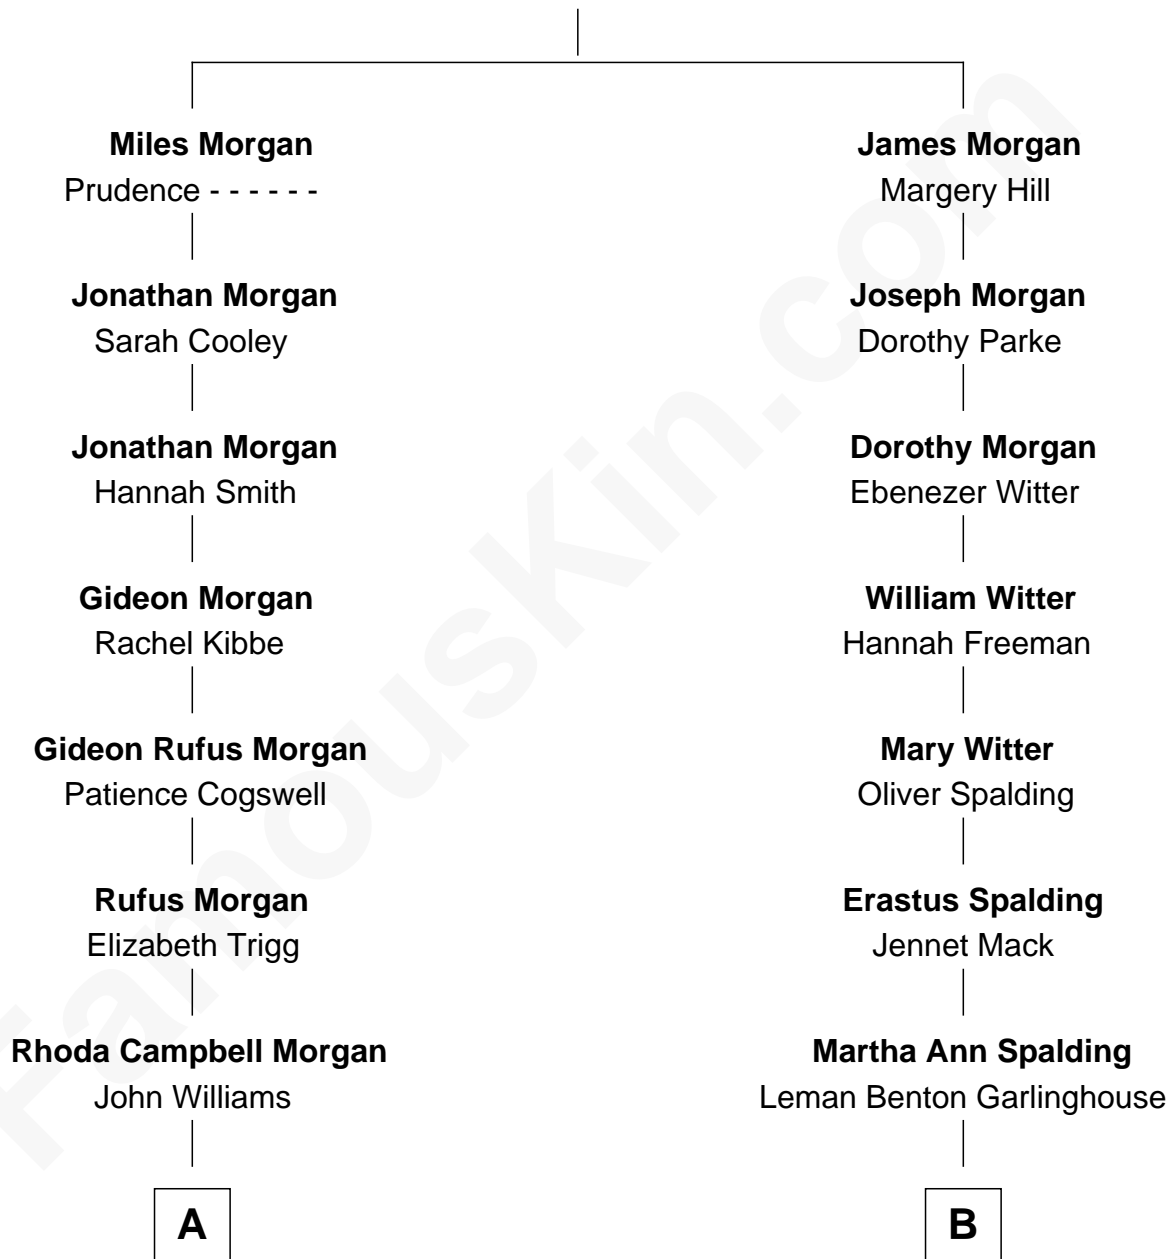 Miles Morgan
Prudence - - - - - -
James Morgan
Margery Hill
Jonathan Morgan
Sarah Cooley
Joseph Morgan
Dorothy Parke
Jonathan Morgan
Hannah Smith
Dorothy Morgan
Ebenezer Witter
Gideon Morgan
Rachel Kibbe
William Witter
Hannah Freeman
Gideon Rufus Morgan
Patience Cogswell
Mary Witter
Oliver Spalding
Rufus Morgan
Elizabeth Trigg
Erastus Spalding
Jennet Mack
Rhoda Campbell Morgan
John Williams
Martha Ann Spalding
Leman Benton Garlinghouse
A
B
FamousKin.com